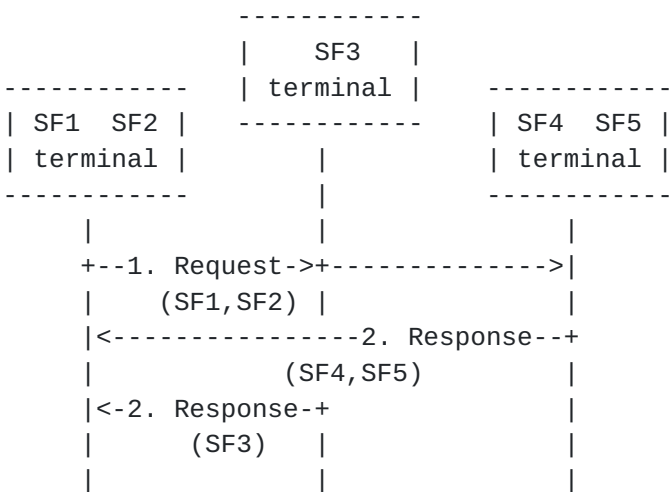 ------------
                 |    SF3   |
------------   | terminal |    ------------
| SF1  SF2 |   ------------    | SF4  SF5 |
| terminal |        |          | terminal |
------------        |          ------------
     |              |               |
     +--1. Request->+-------------->|
     |    (SF1,SF2) |               |
     |<----------------2. Response--+
     |            (SF4,SF5)         |
     |<-2. Response-+               |
     |      (SF3)   |               |
     |              |               |